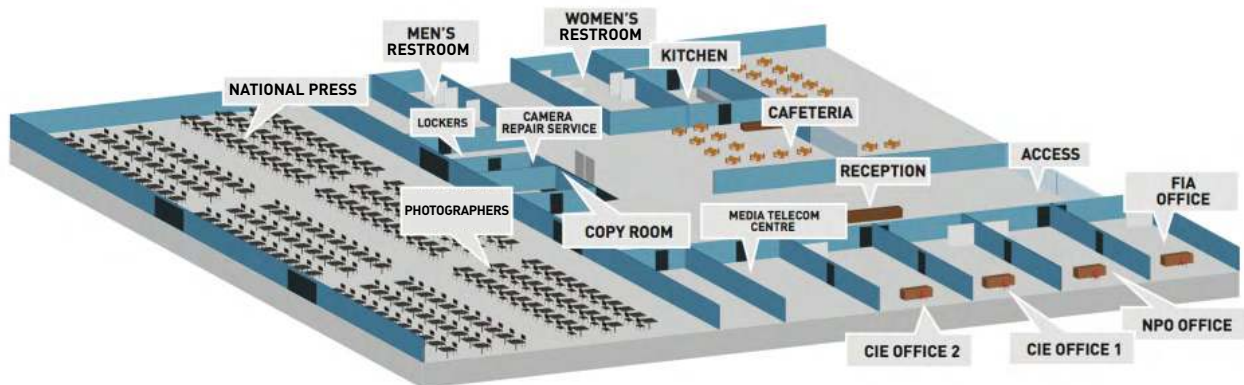 WOMEN'S
RESTROOM
MEN'S
RESTROOM
KITCHEN
NATIONAL PRESS
LOCKERS
CAMERA
REPAIR SERVICE
CAFETERIA
RECEPTION
ACCESS
FIA
OFFICE
PHOTOGRAPHERS
COPY ROOM
MEDIA TELECOM
CENTRE
NPO OFFICE
CIE OFFICE 2
CIE OFFICE 1